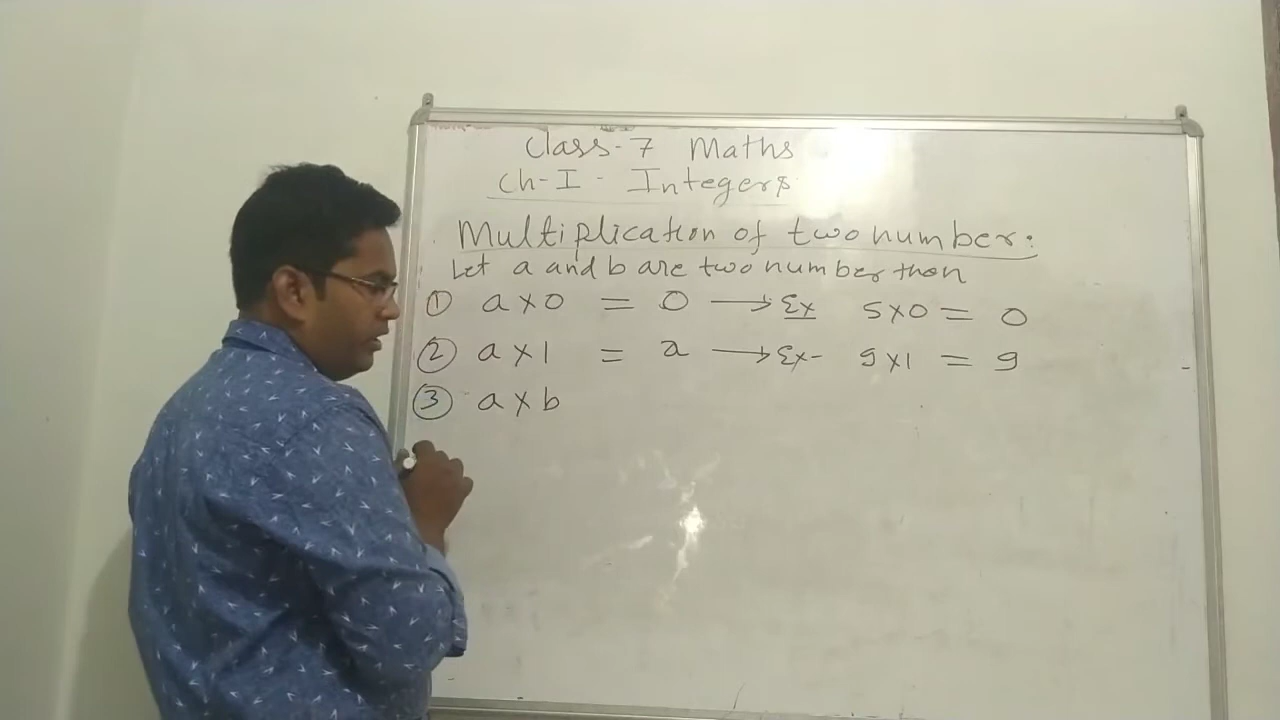 Class-7 Maths
Ch-I - Integers
Multiplication of two number:
Let a and b are two number then
① a×0 = 0 → Ex 5×0 = 0
② a×1 = a → Ex- 9×1 = 9
③ a×b